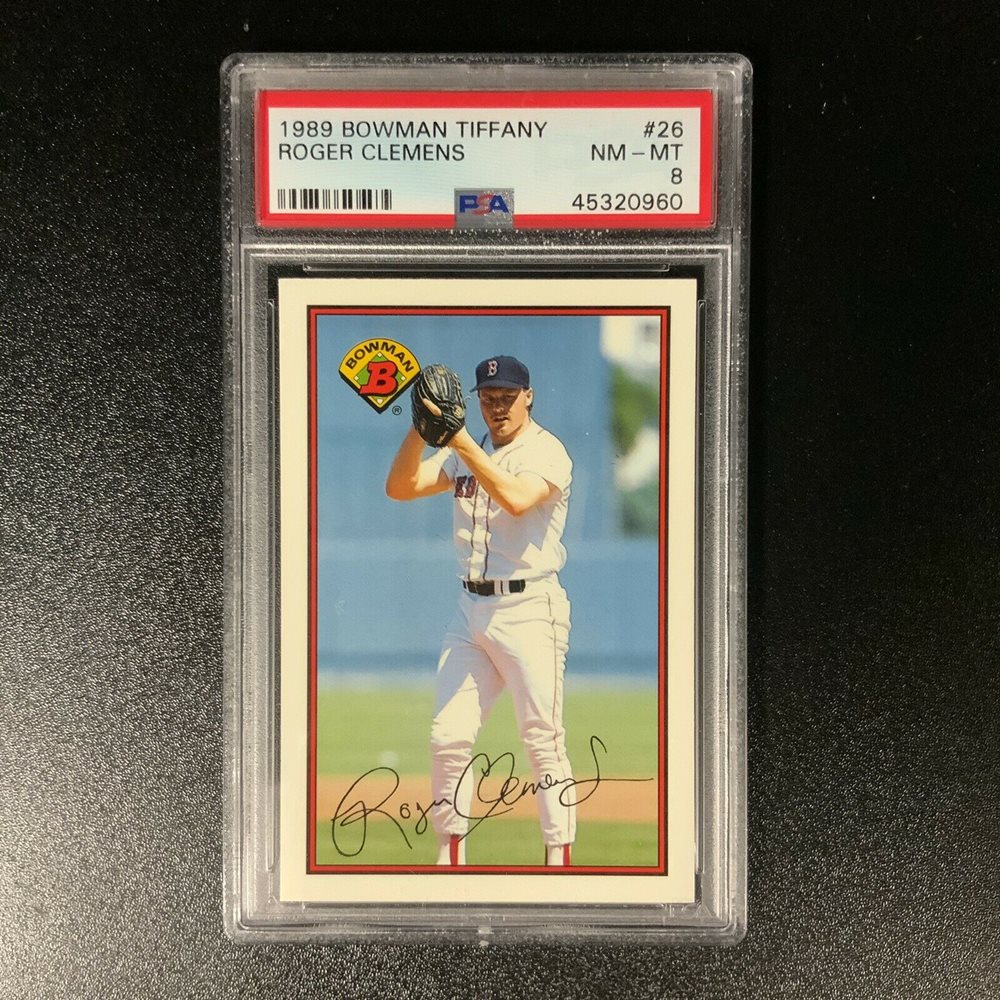 1989 BOWMAN TIFFANY #26
ROGER CLEMENS NM - MT
8
PSA 45320960
BOWMAN
B
®
B
Roger Clemens